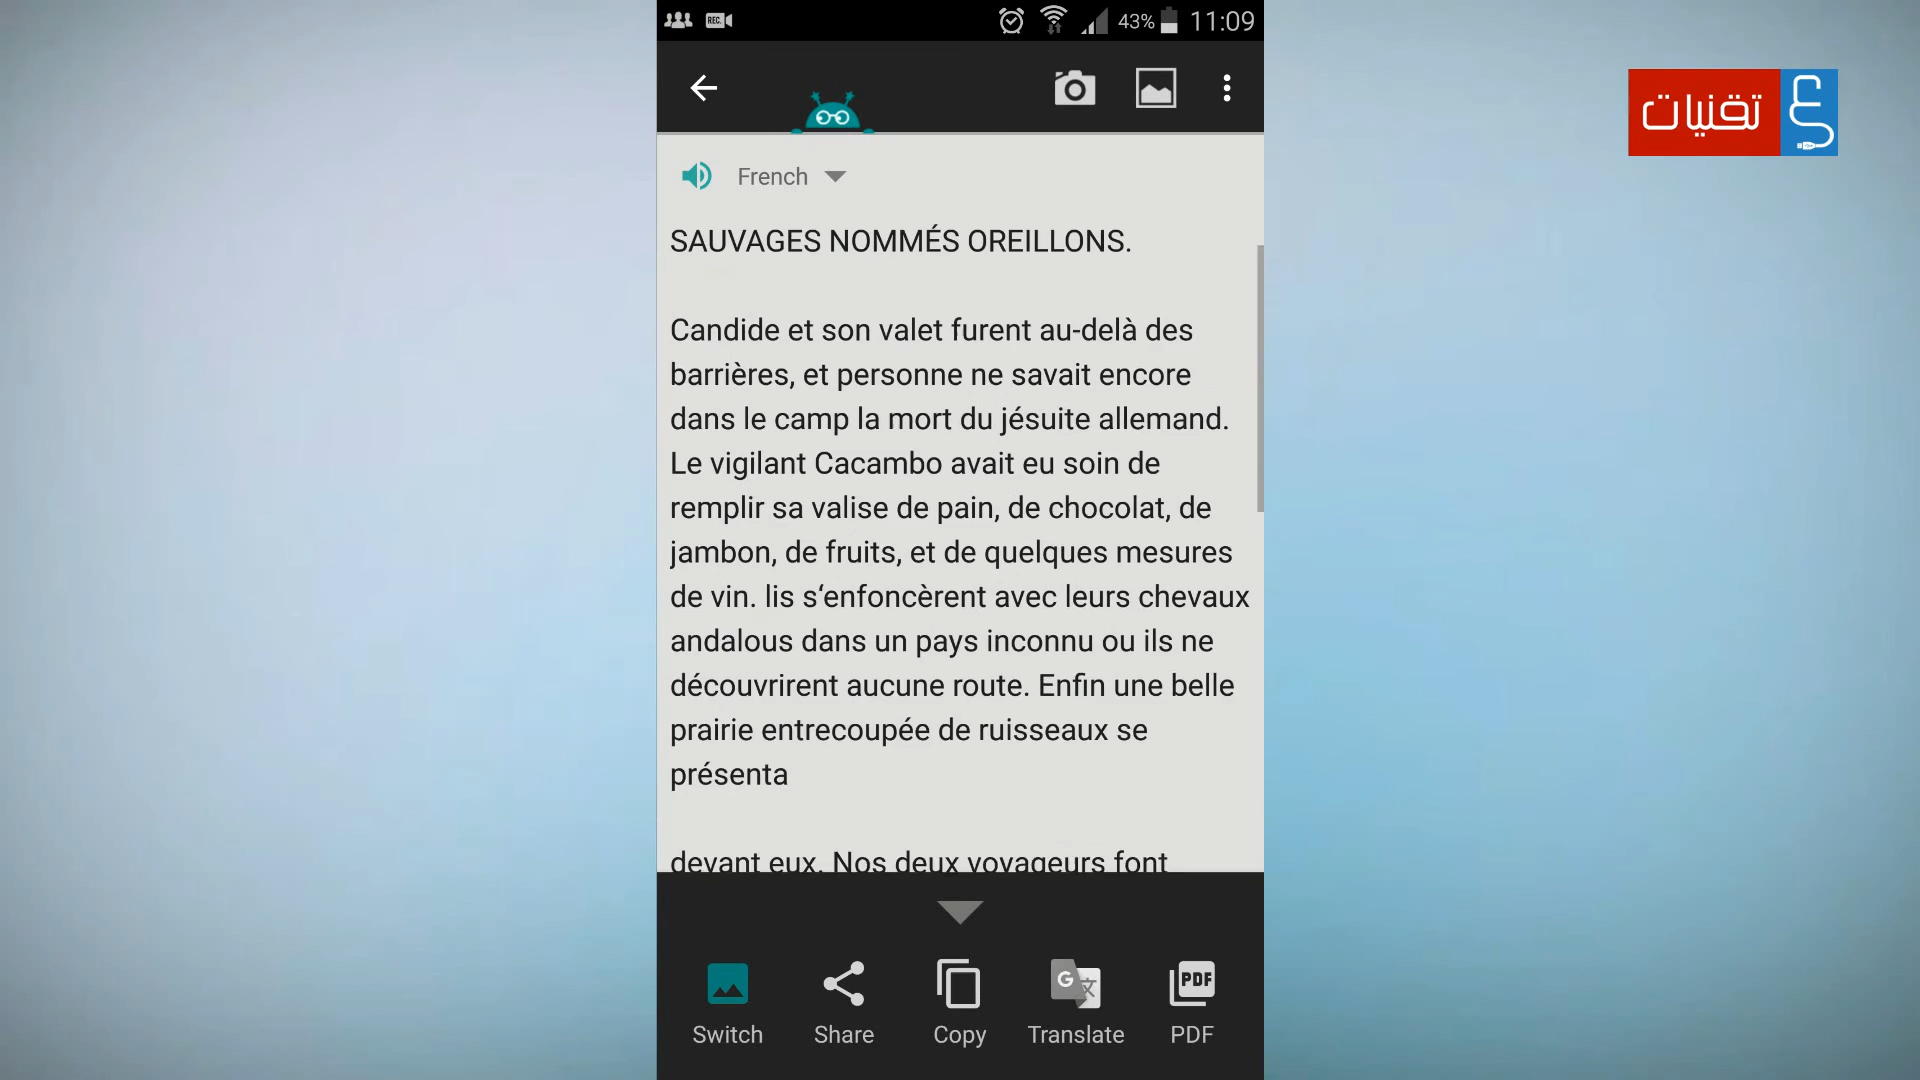 REC
43%
11:09
تقنيات
French
SAUVAGES NOMMÉS OREILLONS.
Candide et son valet furent au-delà des
barrières, et personne ne savait encore
dans le camp la mort du jésuite allemand.
Le vigilant Cacambo avait eu soin de
remplir sa valise de pain, de chocolat, de
jambon, de fruits, et de quelques mesures
de vin. lis s‘enfoncèrent avec leurs chevaux
andalous dans un pays inconnu ou ils ne
découvrirent aucune route. Enfin une belle
prairie entrecoupée de ruisseaux se
présenta
devant eux. Nos deux voyageurs font
G
PDF
Switch
Share
Copy
Translate
PDF